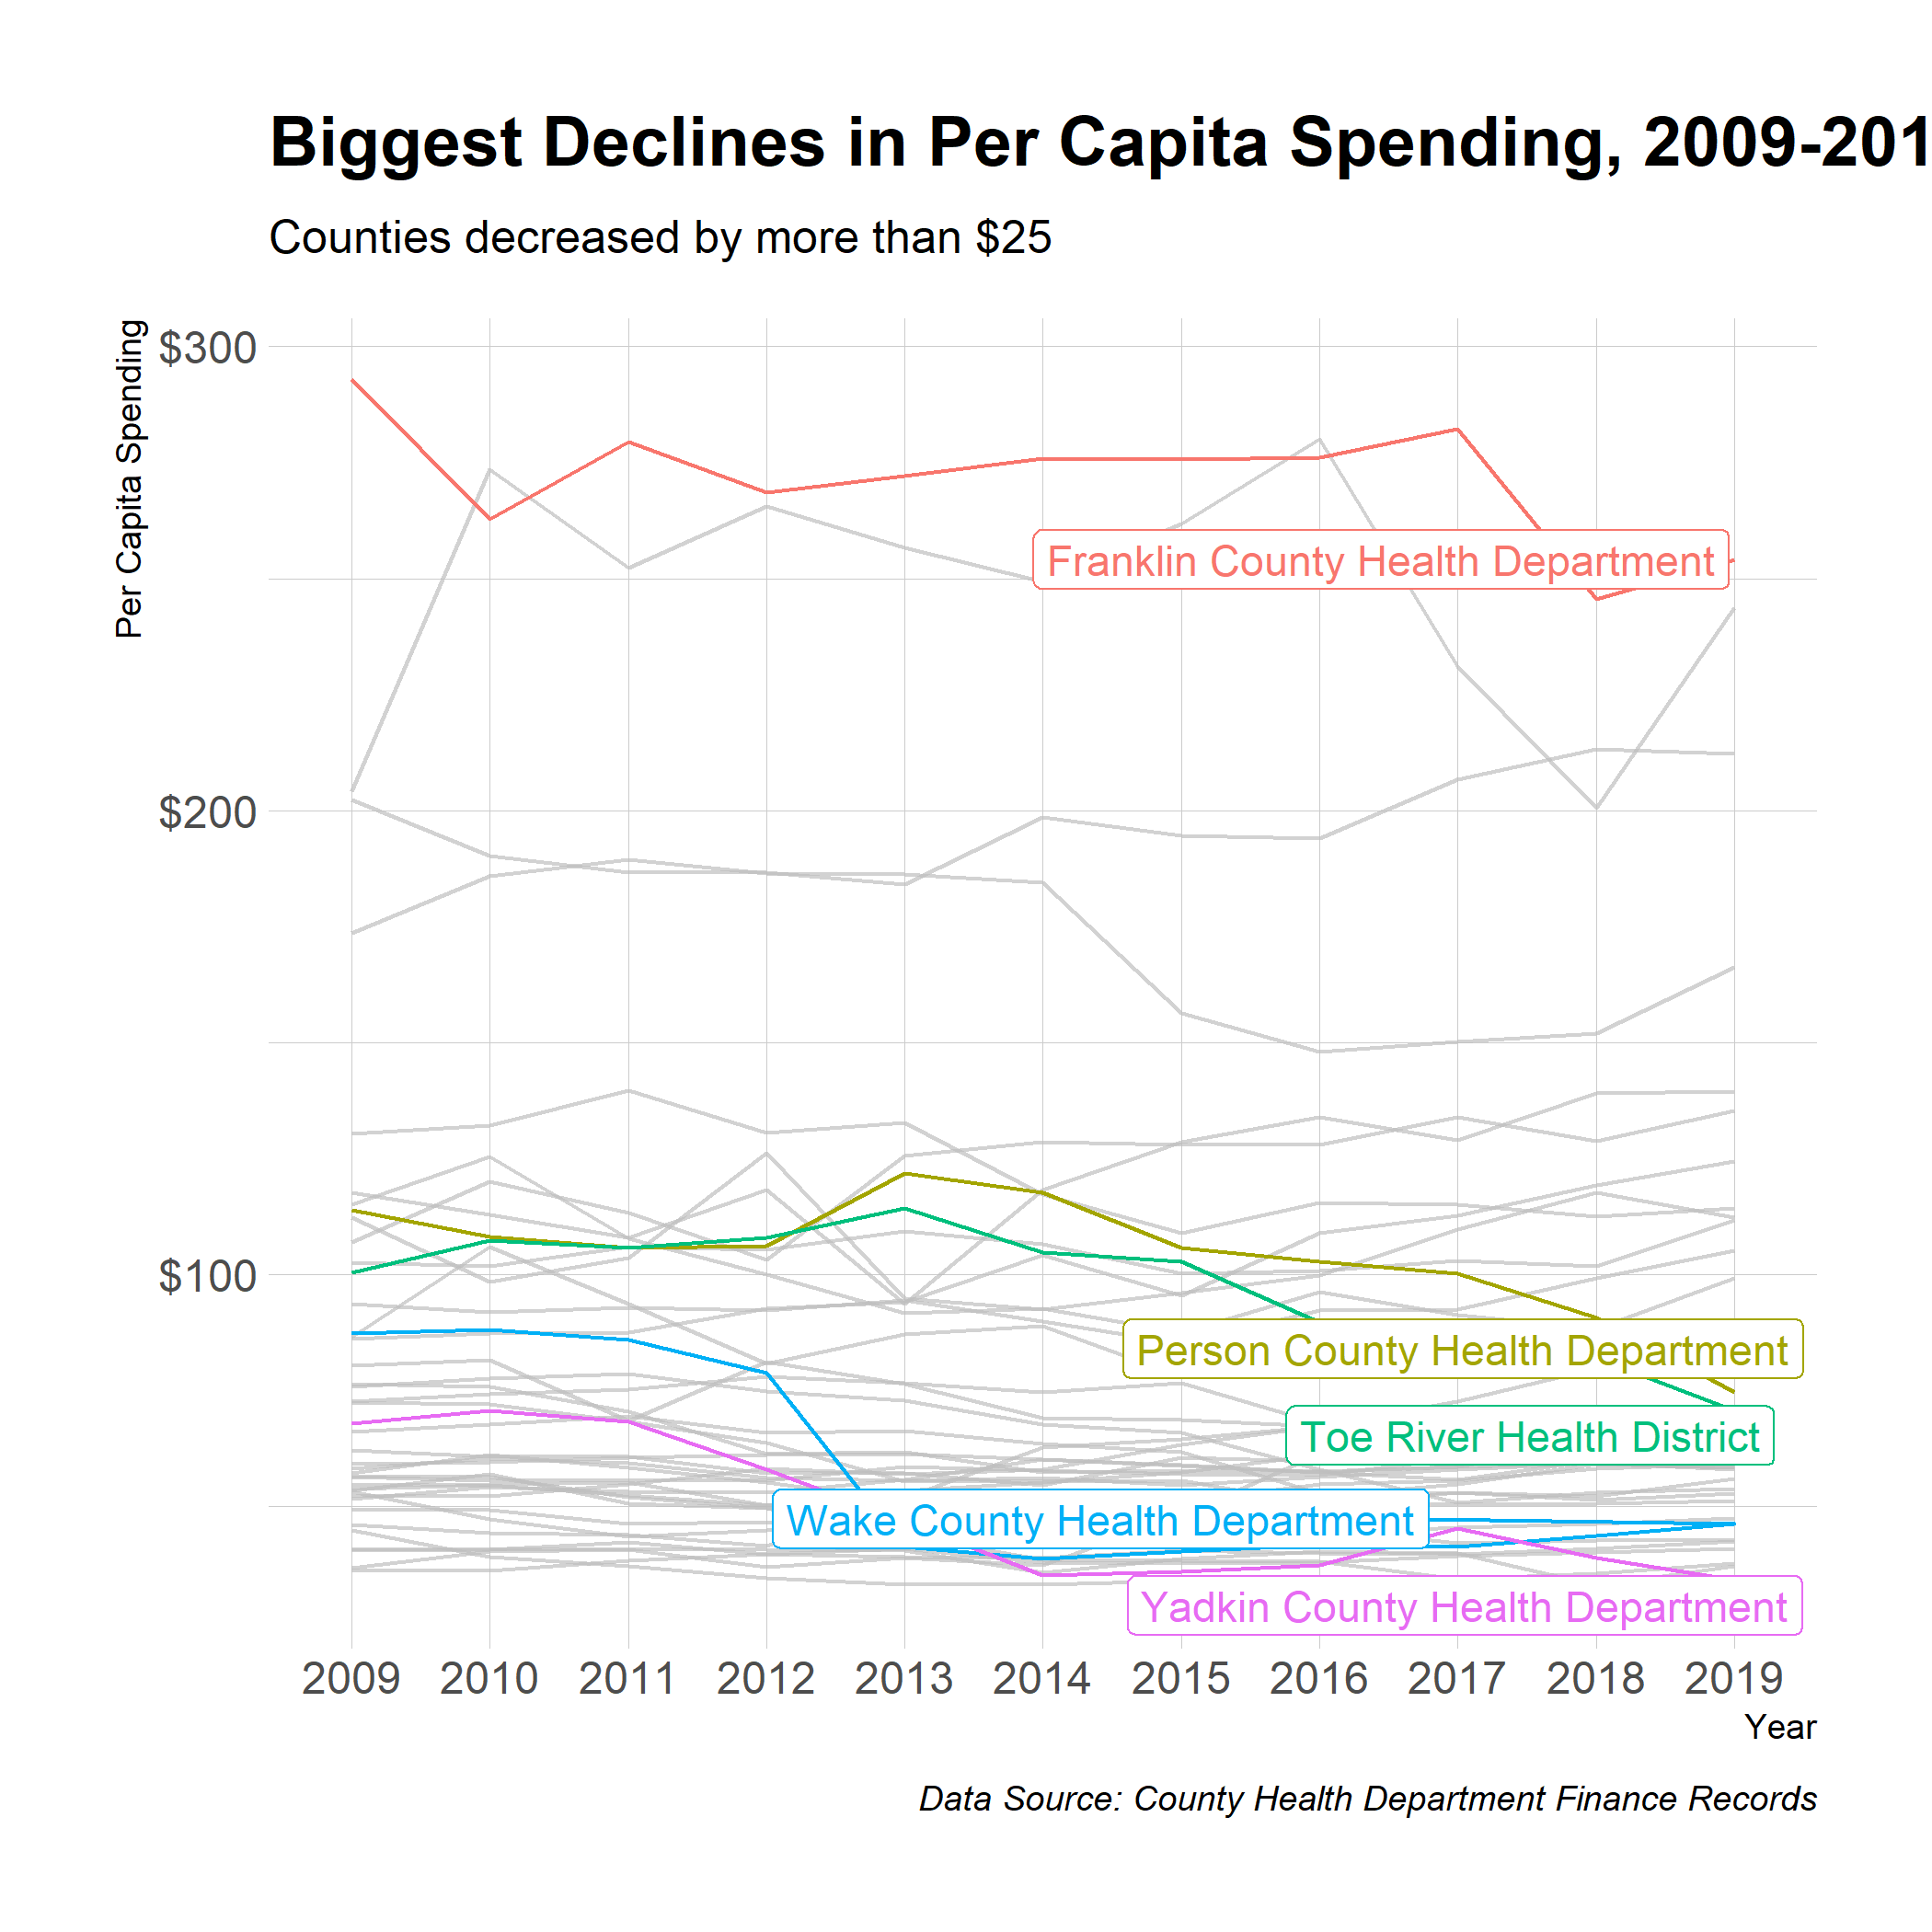 Biggest Declines in Per Capita Spending, 2009-201
Counties decreased by more than $25
Per Capita Spending
$300
$200
$100
Franklin County Health Department
Person County Health Department
Toe River Health District
Wake County Health Department
Yadkin County Health Department
2009 2010 2011 2012 2013 2014 2015 2016 2017 2018 2019
Year
Data Source: County Health Department Finance Records